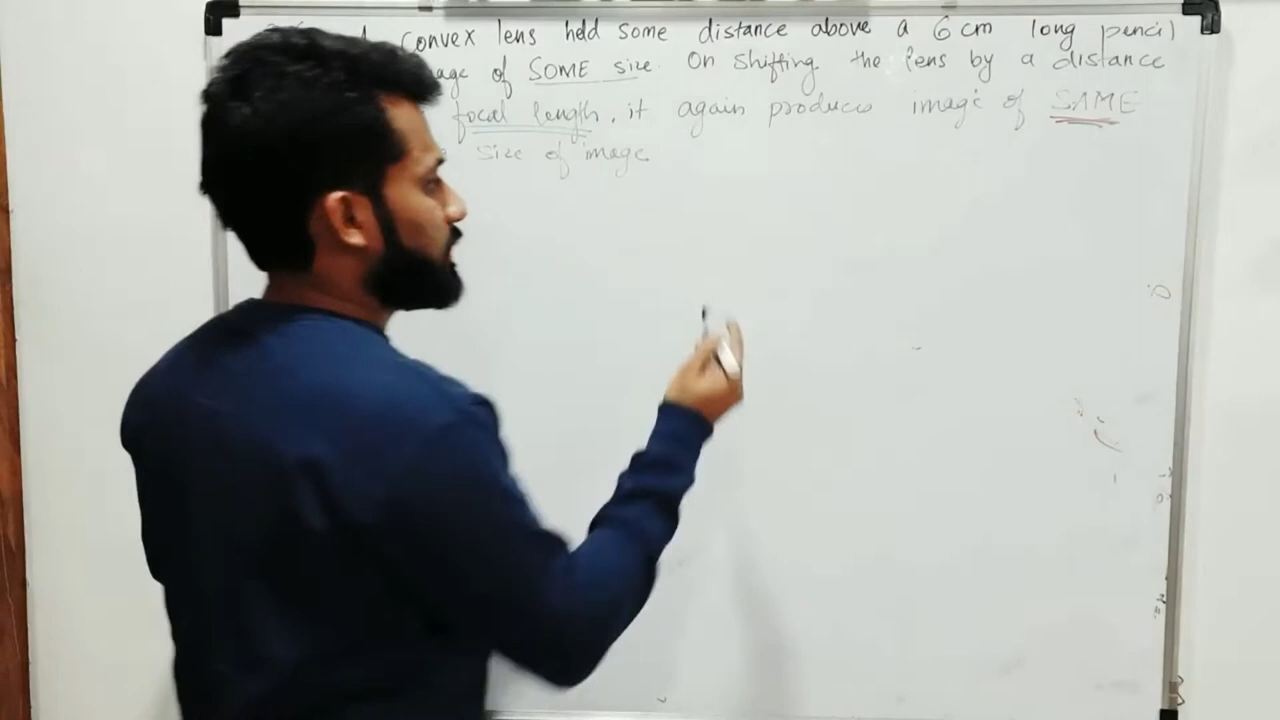 convex lens held some distance above a 6 cm long pencil
of SOME size. On shifting the lens by a distance
focal length, it again produces image of SAME
size of image